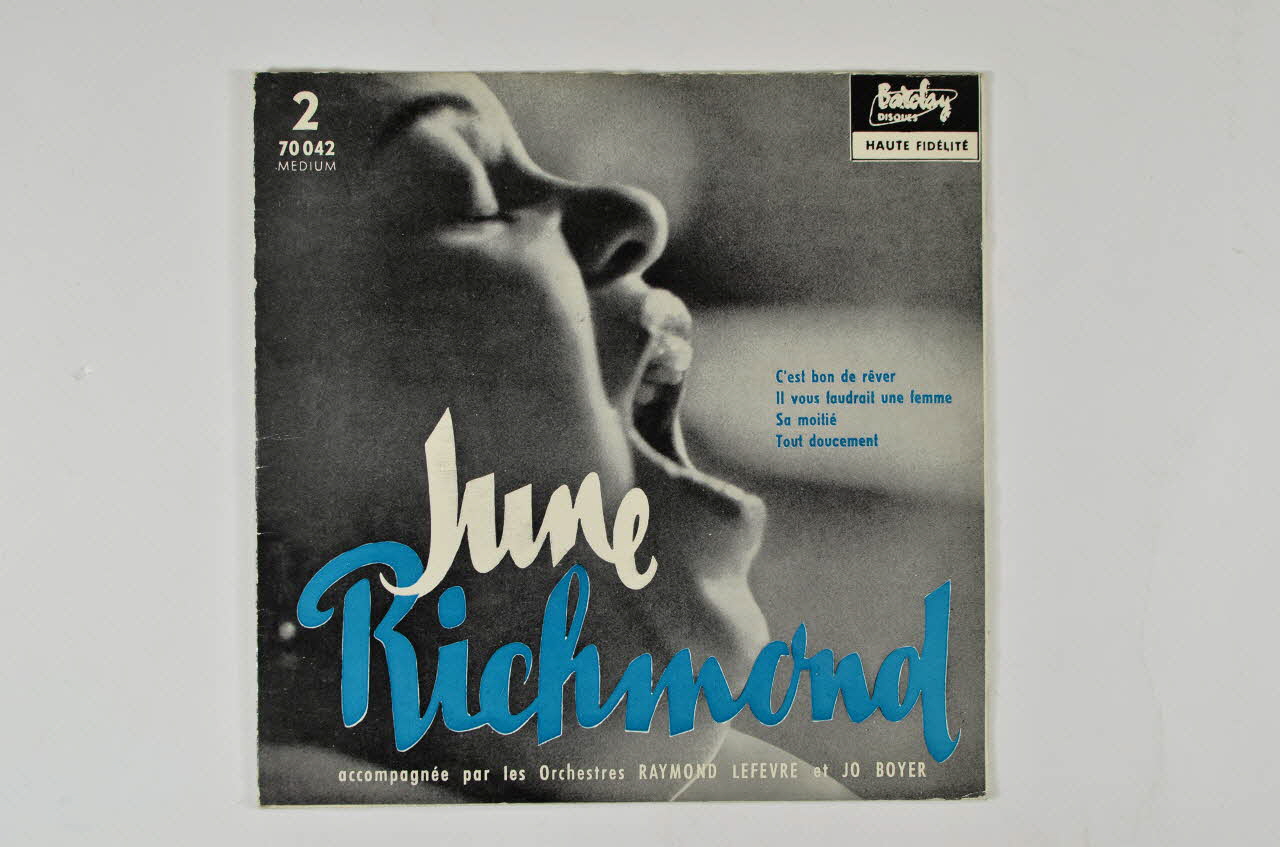 2
70 042
MEDIUM
Barclay
DISQUES
HAUTE FIDÉLITÉ
C'est bon de rêver
Il vous faudrait une femme
Sa moitié
Tout doucement
June
Richmond
accompagnée par les Orchestres RAYMOND LEFEVRE et JO BOYER